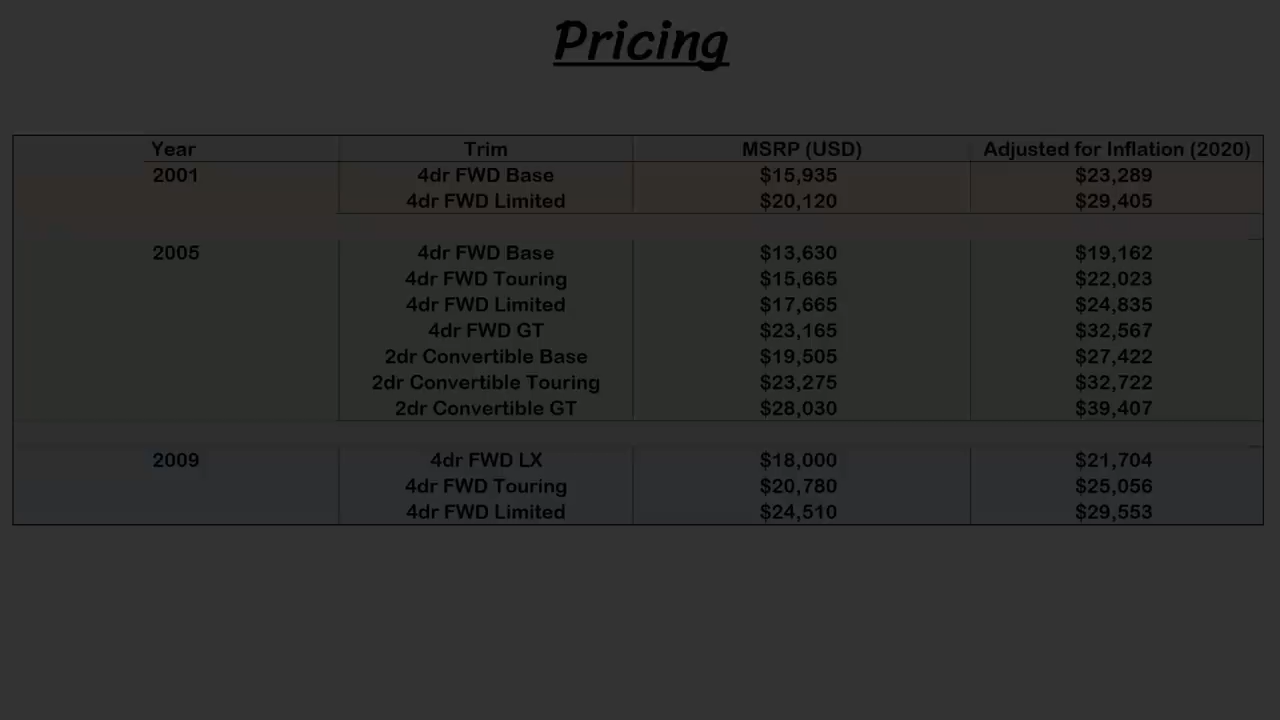 Pricing
Year Trim MSRP (USD) Adjusted for Inflation (2020)
2001 4dr FWD Base $15,935 $23,289
4dr FWD Limited $20,120 $29,405
2005 4dr FWD Base $13,630 $19,162
4dr FWD Touring $15,665 $22,023
4dr FWD Limited $17,665 $24,835
4dr FWD GT $23,165 $32,567
2dr Convertible Base $19,505 $27,422
2dr Convertible Touring $23,275 $32,722
2dr Convertible GT $28,030 $39,407
2009 4dr FWD LX $18,000 $21,704
4dr FWD Touring $20,780 $25,056
4dr FWD Limited $24,510 $29,553